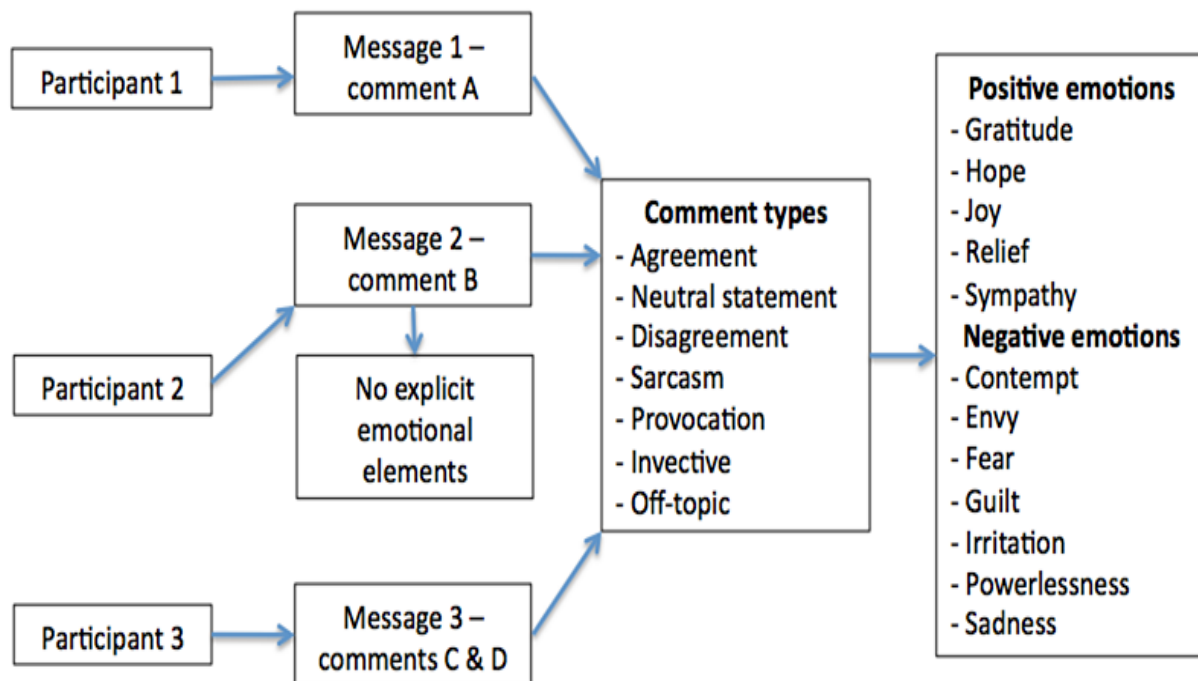 Participant 1
Message 1 –
comment A
Participant 2
Message 2 –
comment B
No explicit
emotional
elements
Participant 3
Message 3 –
comments C & D
Comment types
- Agreement
- Neutral statement
- Disagreement
- Sarcasm
- Provocation
- Invective
- Off-topic
Positive emotions
- Gratitude
- Hope
- Joy
- Relief
- Sympathy
Negative emotions
- Contempt
- Envy
- Fear
- Guilt
- Irritation
- Powerlessness
- Sadness